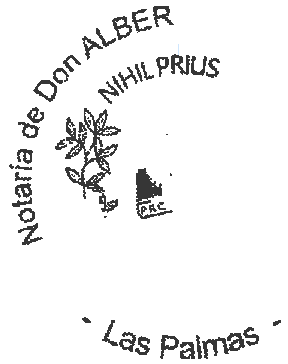 Notaría de Don ALBER
NIHIL PRIUS
- Las Palmas -